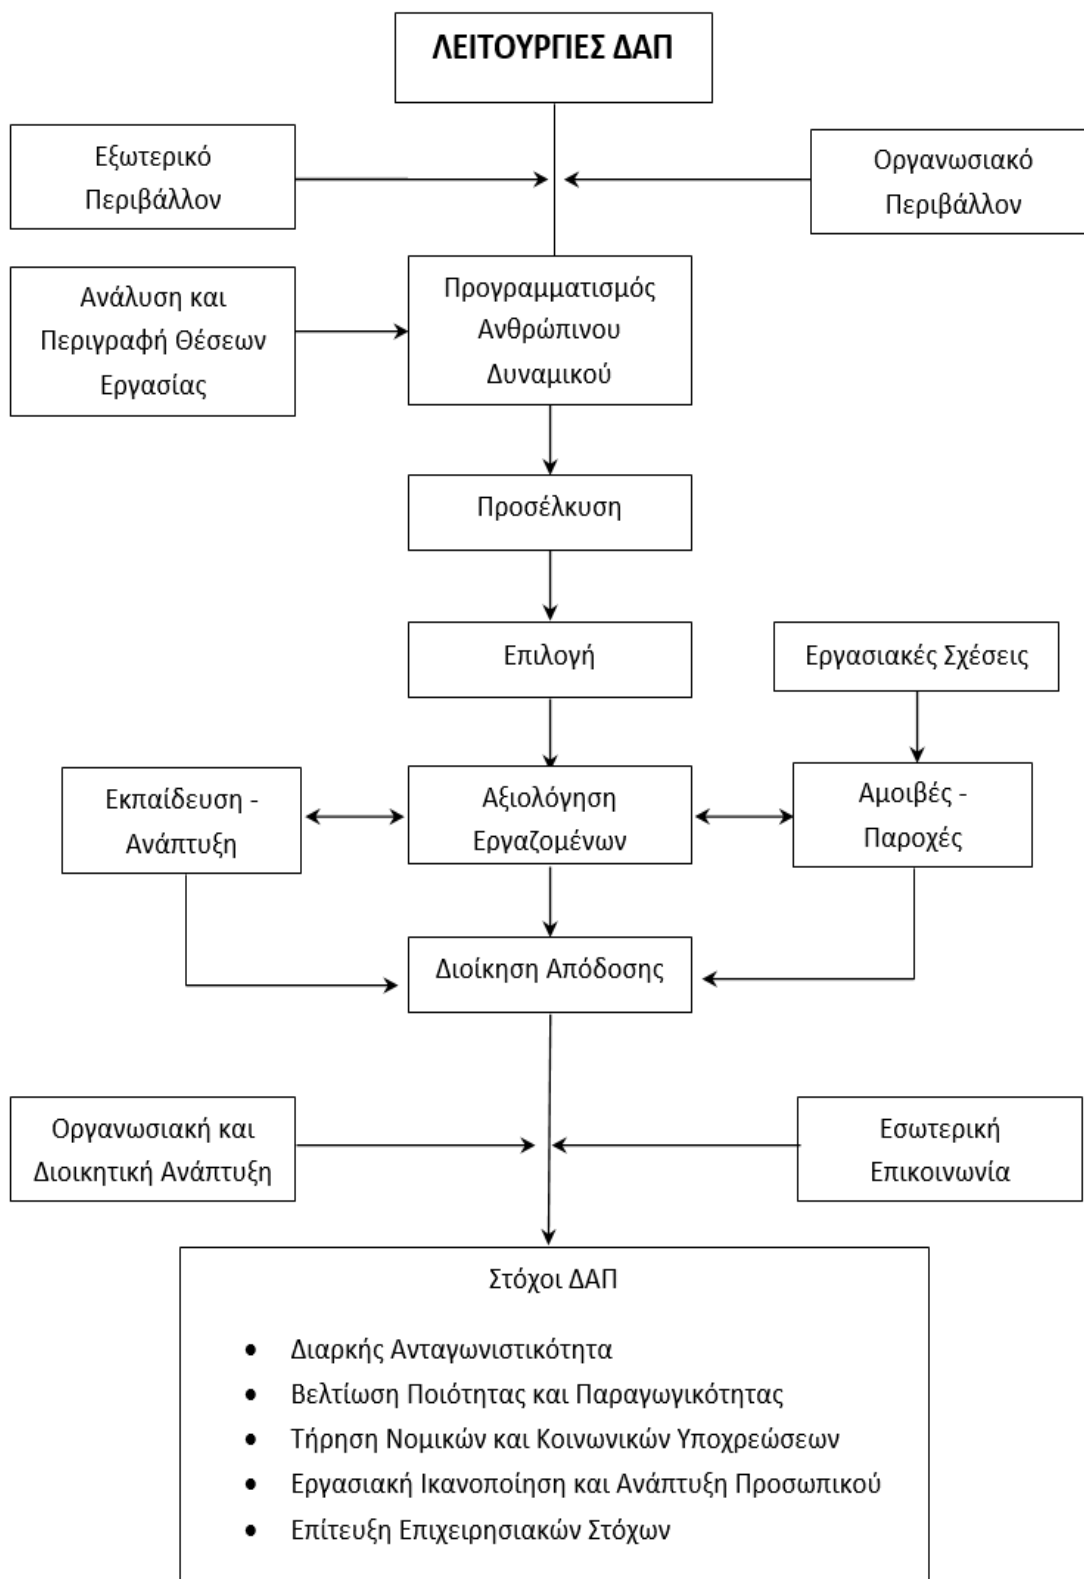 ΛΕΙΤΟΥΡΓΙΕΣ ΔΑΠ
Εξωτερικό
Περιβάλλον
Οργανωσιακό
Περιβάλλον
Ανάλυση και
Περιγραφή Θέσεων
Εργασίας
Προγραμματισμός
Ανθρώπινου
Δυναμικού
Προσέλκυση
Επιλογή
Εργασιακές Σχέσεις
Εκπαίδευση -
Ανάπτυξη
Αξιολόγηση
Εργαζομένων
Αμοιβές -
Παροχές
Διοίκηση Απόδοσης
Οργανωσιακή και
Διοικητική Ανάπτυξη
Εσωτερική
Επικοινωνία
Στόχοι ΔΑΠ
• Διαρκής Ανταγωνιστικότητα
• Βελτίωση Ποιότητας και Παραγωγικότητας
• Τήρηση Νομικών και Κοινωνικών Υποχρεώσεων
• Εργασιακή Ικανοποίηση και Ανάπτυξη Προσωπικού
• Επίτευξη Επιχειρησιακών Στόχων